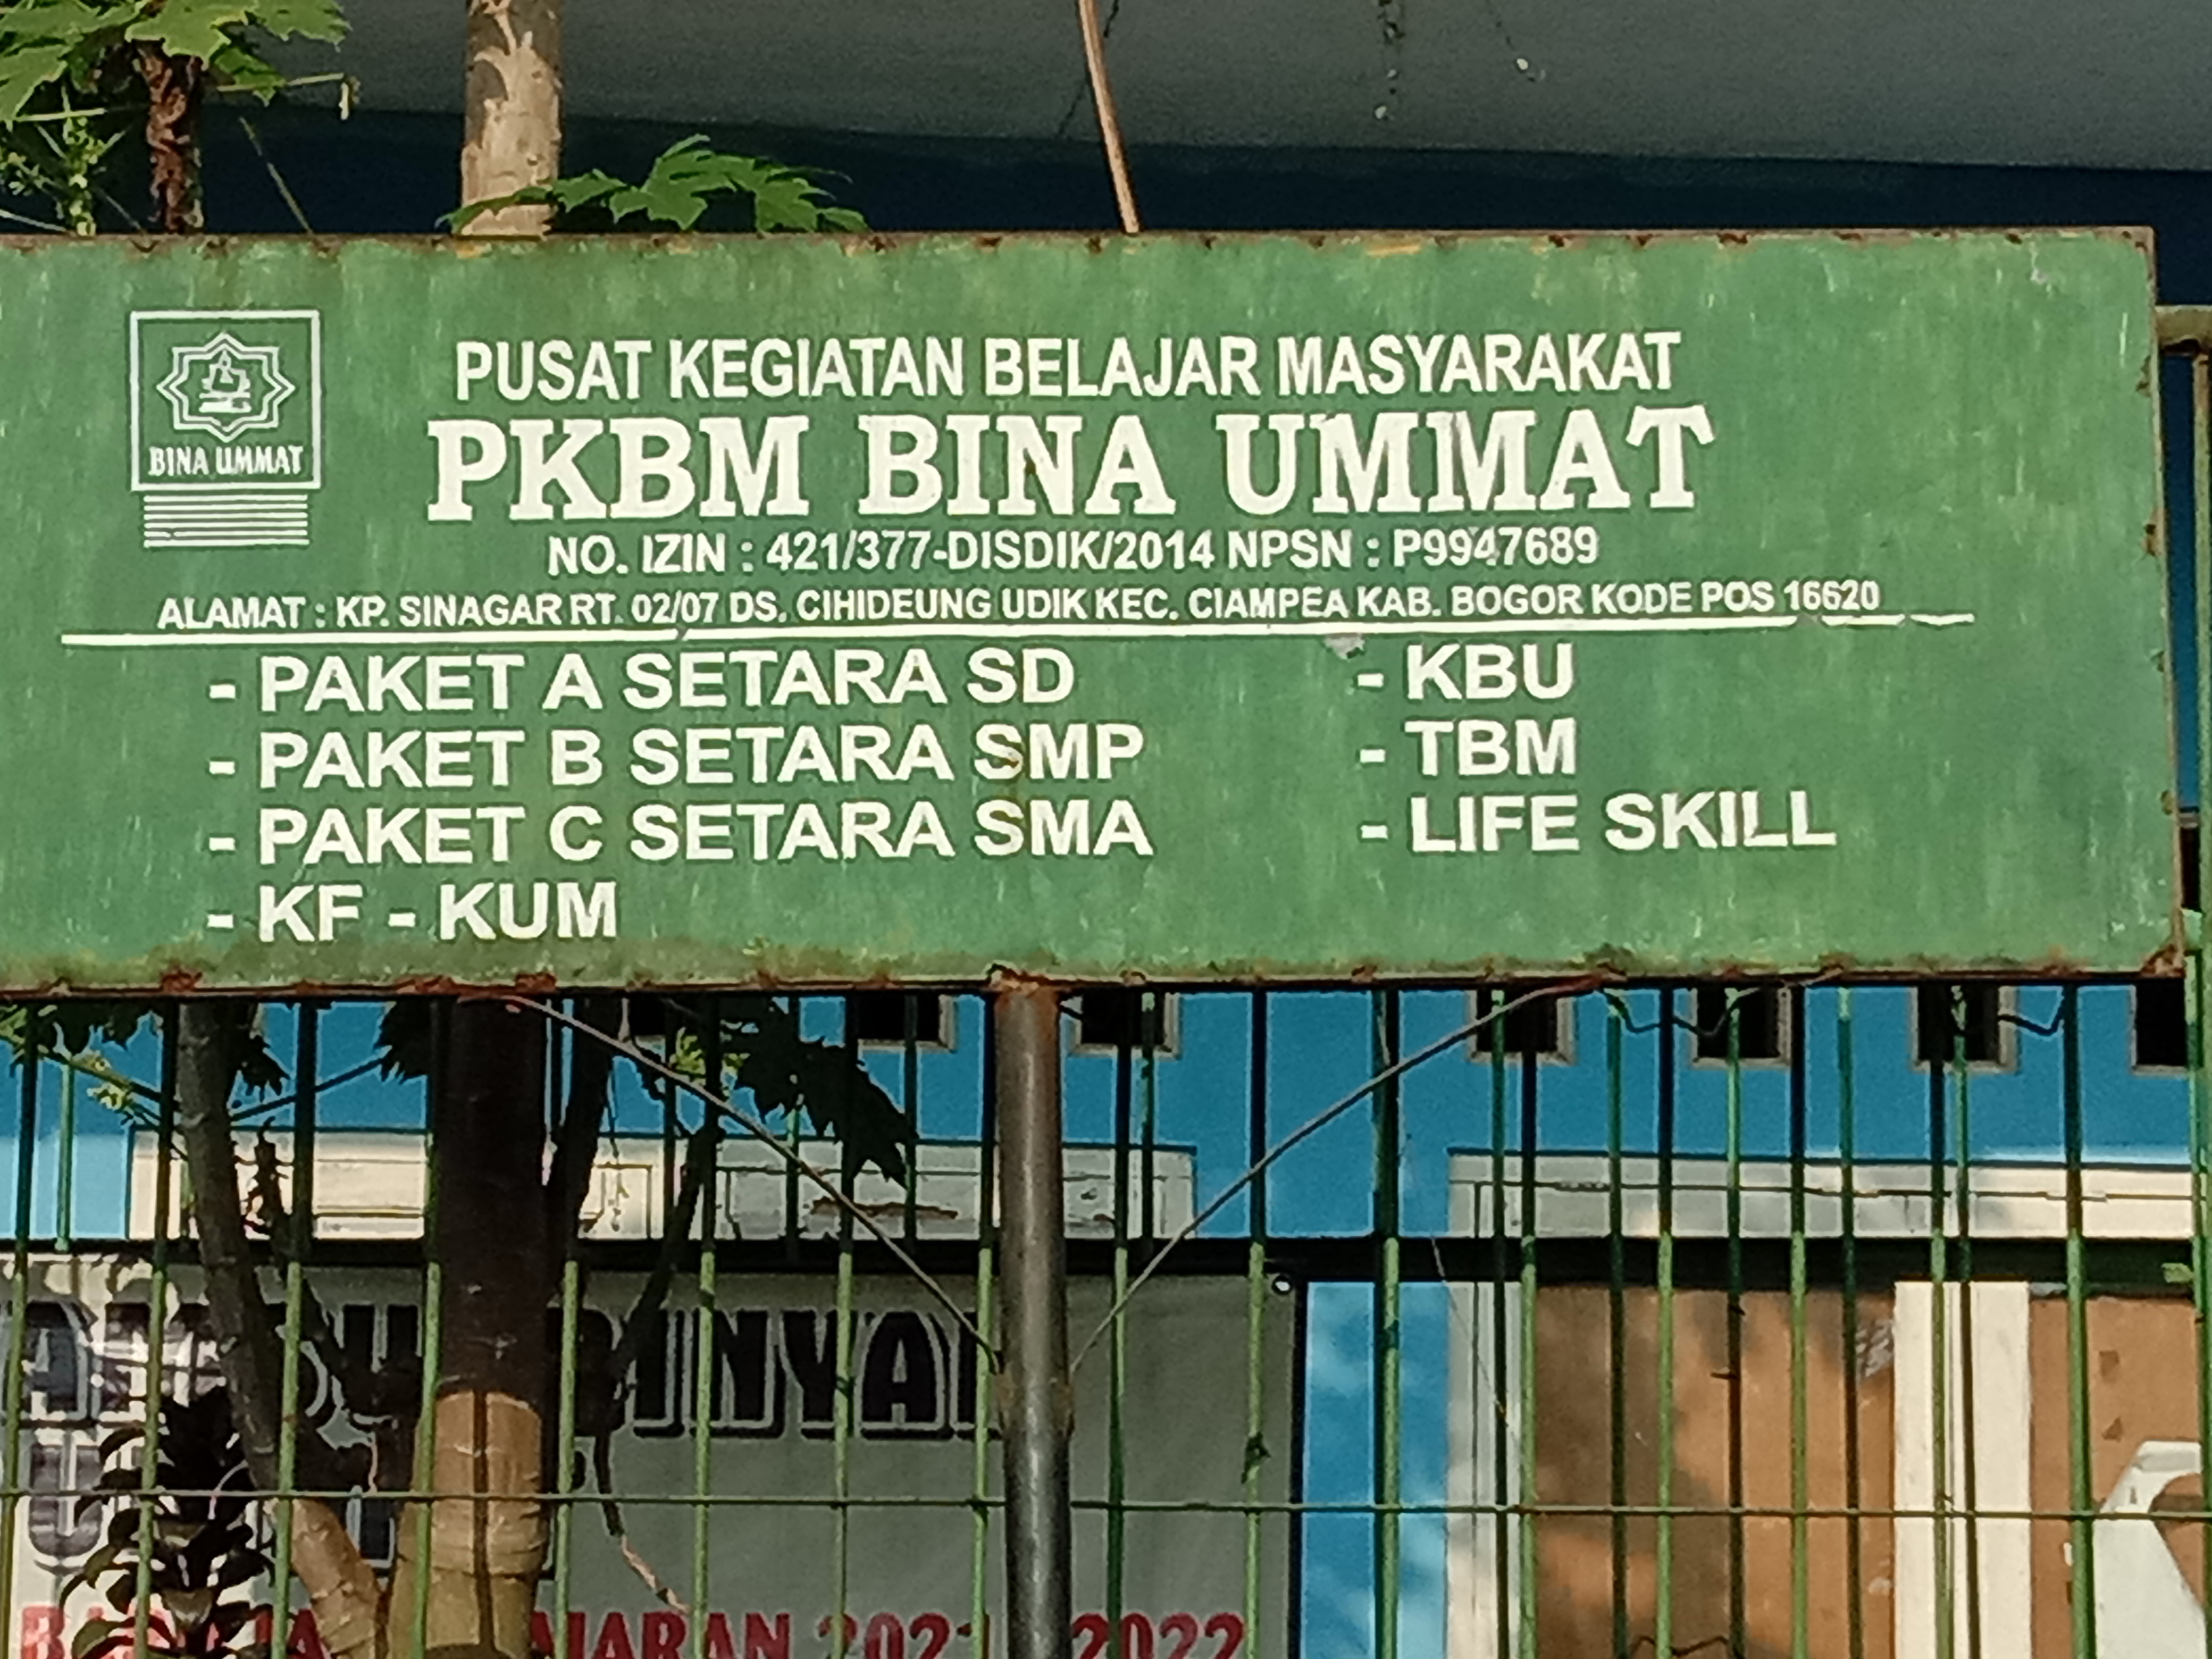 BINA UMMAT
PUSAT KEGIATAN BELAJAR MASYARAKAT
PKBM BINA UMMAT
NO. IZIN : 421/377-DISDIK/2014 NPSN : P9947689
ALAMAT : KP. SINAGAR RT. 02/07 DS. CIHIDEUNG UDIK KEC. CIAMPEA KAB. BOGOR KODE POS 16620
- PAKET A SETARA SD
- PAKET B SETARA SMP
- PAKET C SETARA SMA
- KF - KUM
- KBU
- TBM
- LIFE SKILL
2022